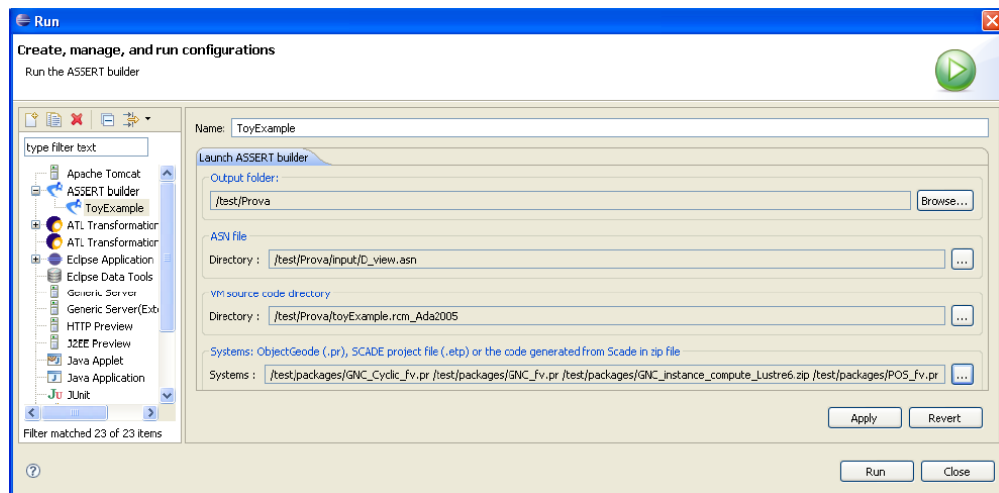 Run
Create, manage, and run configurations
Run the ASSERT builder
type filter text
Apache Tomcat
ASSERT builder
ToyExample
ATL Transformation
ATL Transformation
Eclipse Application
Eclipse Data Tools
Generic Server
Generic Server(Exte
HTTP Preview
J2EE Preview
Java Applet
Java Application
JUnit
Filter matched 23 of 23 items
Name: ToyExample
Launch ASSERT builder
Output folder:
/test/Prova
Browse...
ASN file
Directory : /test/Prova/input/D_view.asn
...
VM source code directory
Directory : /test/Prova/toyExample.rcm_Ada2005
...
Systems: ObjectGeode (.pr), SCADE project file (.etp) or the code generated from Scade in zip file
Systems : /test/packages/GNC_Cyclic_fv.pr /test/packages/GNC_fv.pr /test/packages/GNC_instance_compute_Lustre6.zip /test/packages/POS_fv.pr
...
Apply Revert
Run Close